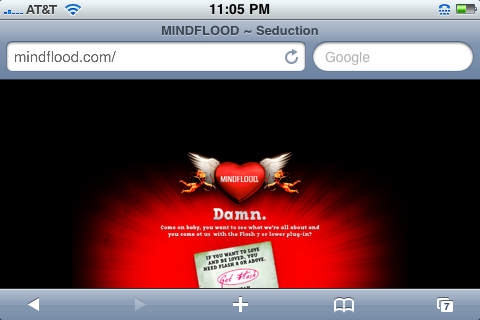 AT&T 11:05 PM
MINDFLOOD ~ Seduction
mindflood.com/ Google
MINDFLOOD.
Damn.
Come on baby, you want to see what we're all about and
you come at us with the Flash 7 or lower plug-in?
IF YOU WANT TO LOVE
AND BE LOVED, YOU
NEED FLASH 8 OR ABOVE.
Get Flash
7